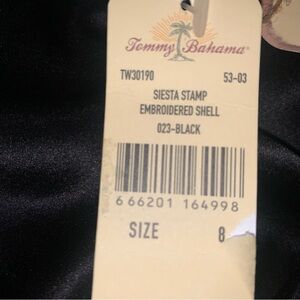 Tommy Bahama®
TW30190 53-03
SIESTA STAMP
EMBROIDERED SHELL
023-BLACK
6 66201 164998
SIZE 8